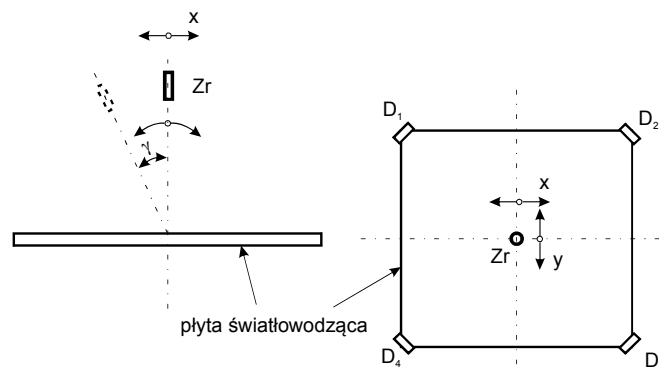 x
Zr
γ
płyta światłowodząca
D₁
D₂
x
Zr
y
D₄
D